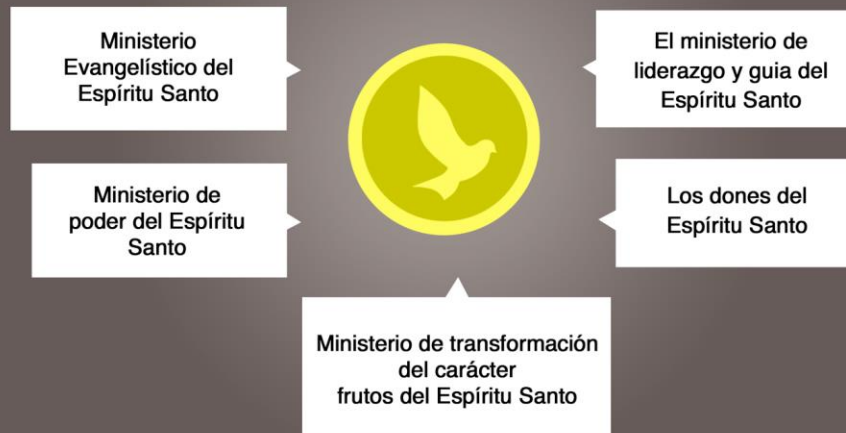 Ministerio
Evangelístico del
Espíritu Santo
El ministerio de
liderazgo y guia del
Espíritu Santo
Ministerio de
poder del Espíritu
Santo
Los dones del
Espíritu Santo
Ministerio de transformación
del carácter
frutos del Espíritu Santo